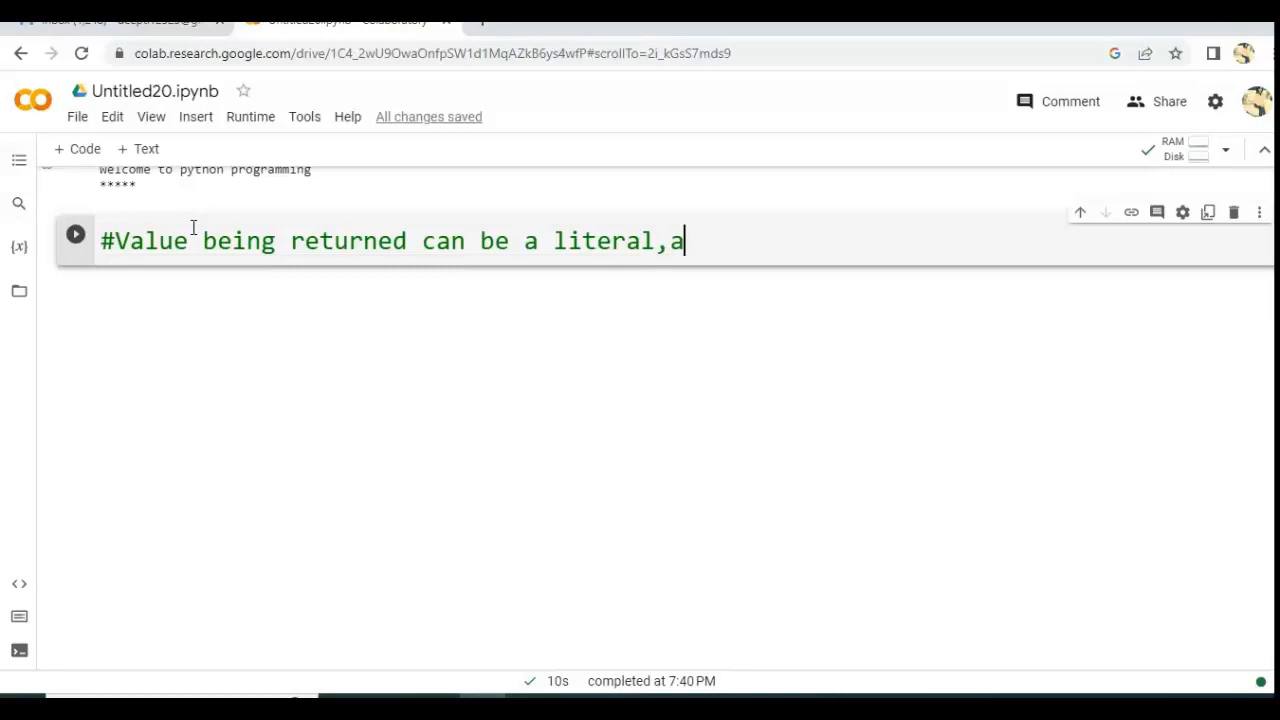 colab.research.google.com/drive/1C4_2wU9OwaOnfpSW1d1MqAZkB6ys4wfP#scrollTo=2i_kGsS7mds9
Untitled20.ipynb
Comment
Share
File Edit View Insert Runtime Tools Help All changes saved
+ Code + Text
RAM
Disk
Welcome to python programming
*****
{x}
#Value being returned can be a literal,a
10s completed at 7:40 PM